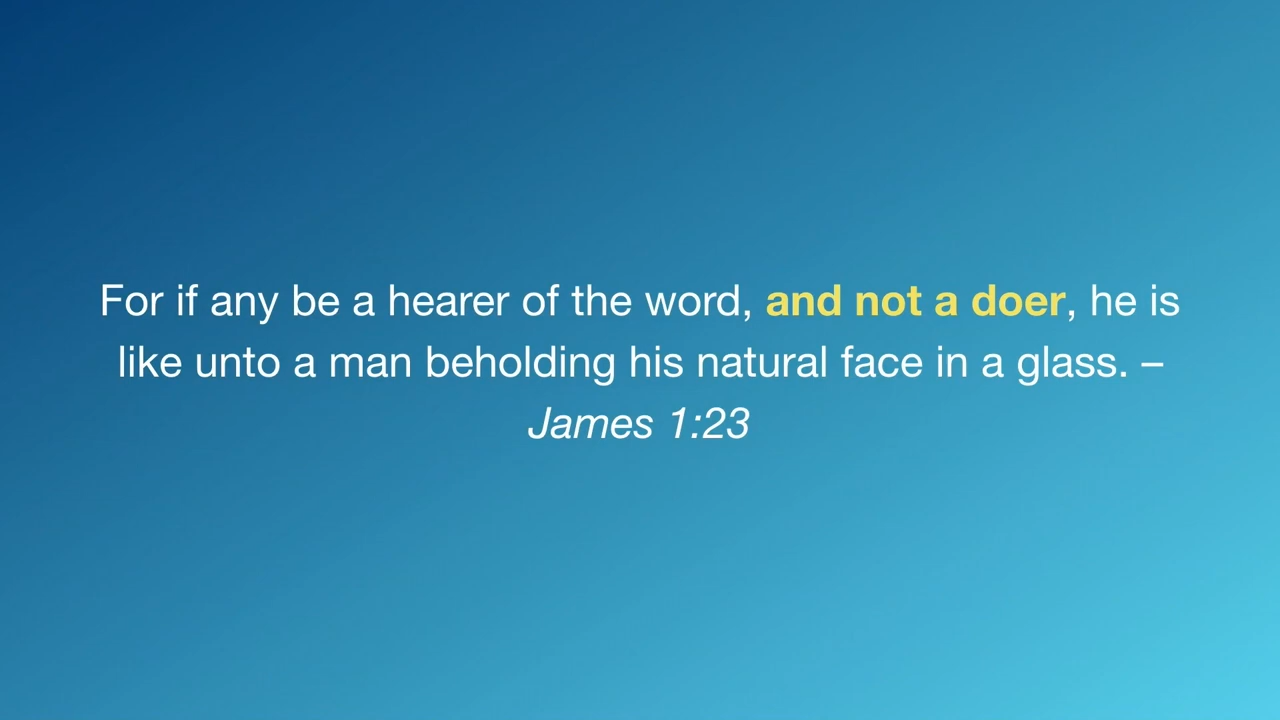 For if any be a hearer of the word, and not a doer, he is
like unto a man beholding his natural face in a glass. –
James 1:23